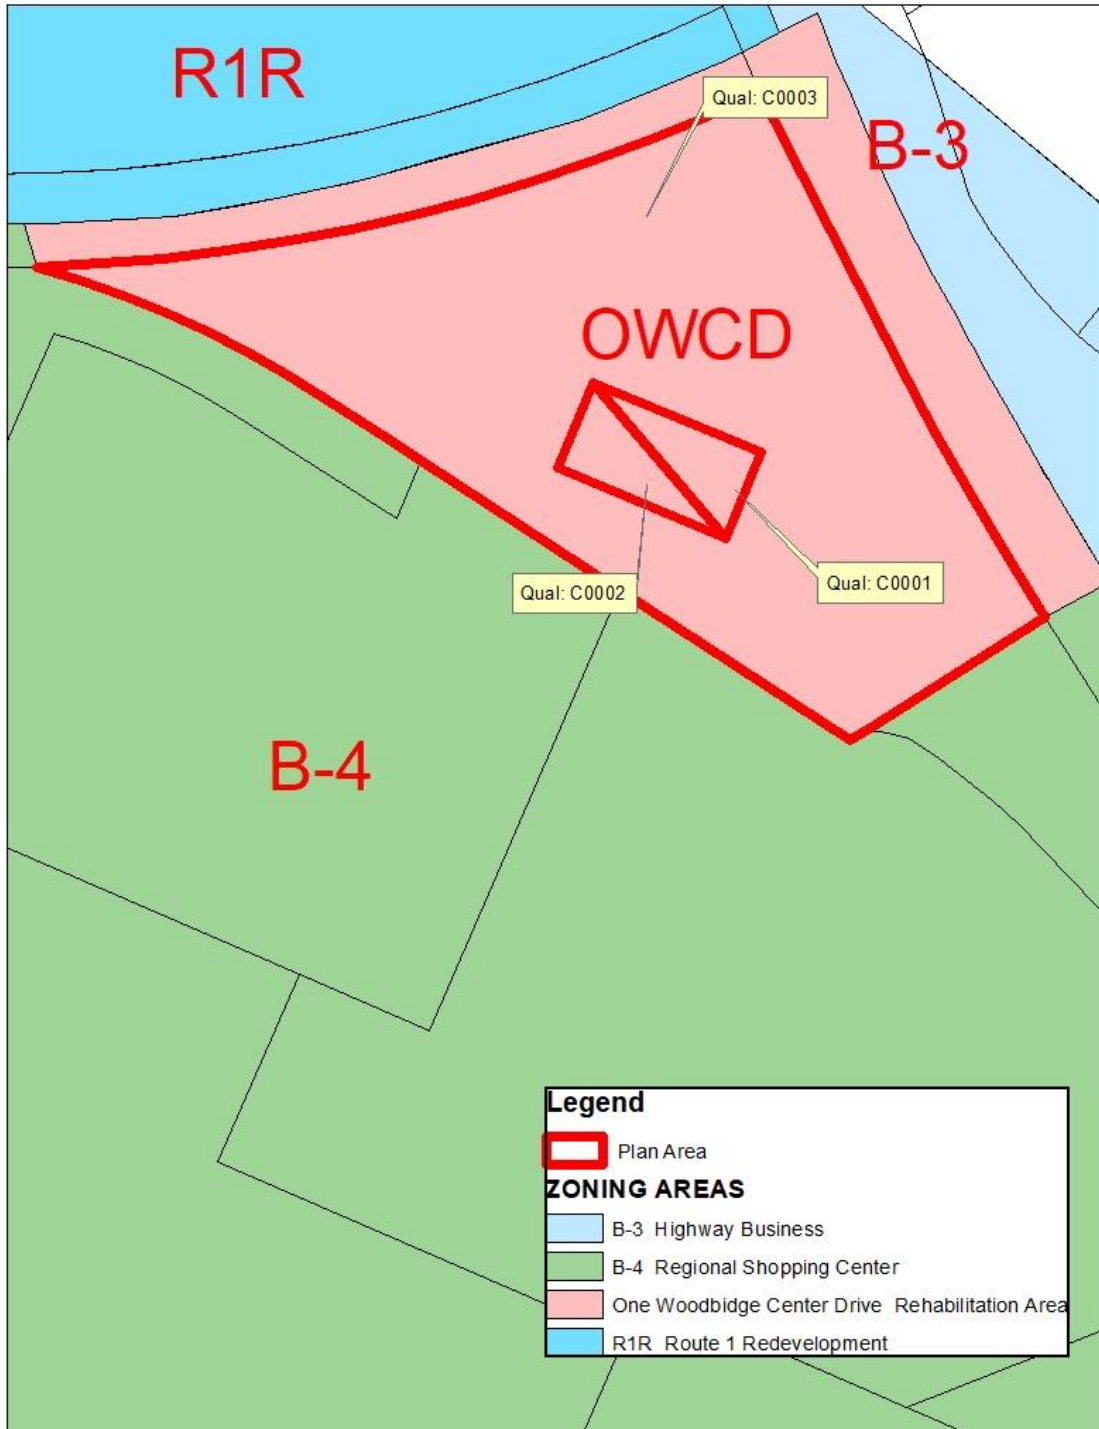 R1R
Qual: C0003
B-3
OWCD
Qual: C0001
Qual: C0002
B-4
Legend
Plan Area
ZONING AREAS
B-3 Highway Business
B-4 Regional Shopping Center
One Woodbidge Center Drive Rehabilitation Area
R1R Route 1 Redevelopment